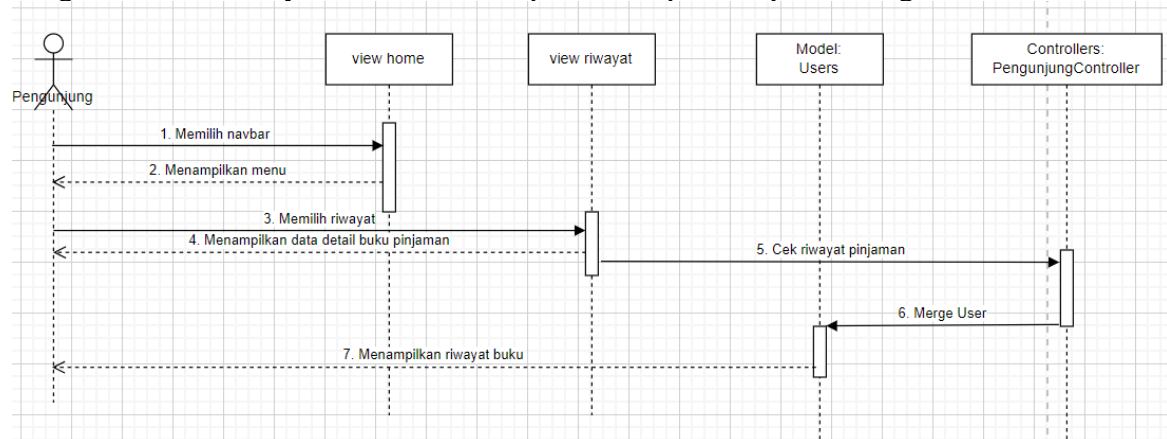 view home
view riwayat
Model:
Users
Controllers:
PengunjungController
Pengunjung
1. Memilih navbar
2. Menampilkan menu
3. Memilih riwayat
4. Menampilkan data detail buku pinjaman
5. Cek riwayat pinjaman
6. Merge User
7. Menampilkan riwayat buku